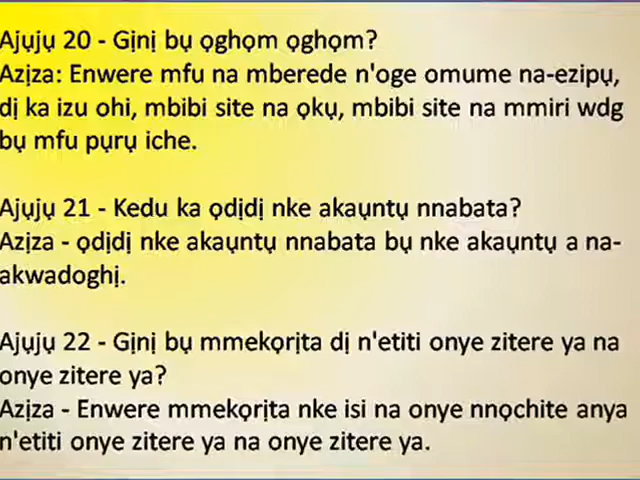 Ajụjụ 20 - Gịnị bụ ọghọm ọghọm?
Azịza: Enwere mfu na mberede n'oge omume na-ezipụ,
dị ka izu ohi, mbibi site na ọkụ, mbibi site na mmiri wdg
bụ mfu pụrụ iche.
Ajụjụ 21 - Kedu ka ọdịdị nke akaụntụ nnabata?
Azịza - ọdịdị nke akaụntụ nnabata bụ nke akaụntụ a na-
akwadoghị.
Ajụjụ 22 - Gịnị bụ mmekọrịta dị n'etiti onye zitere ya na
onye zitere ya?
Azịza - Enwere mmekọrịta nke isi na onye nnọchite anya
n'etiti onye zitere ya na onye zitere ya.